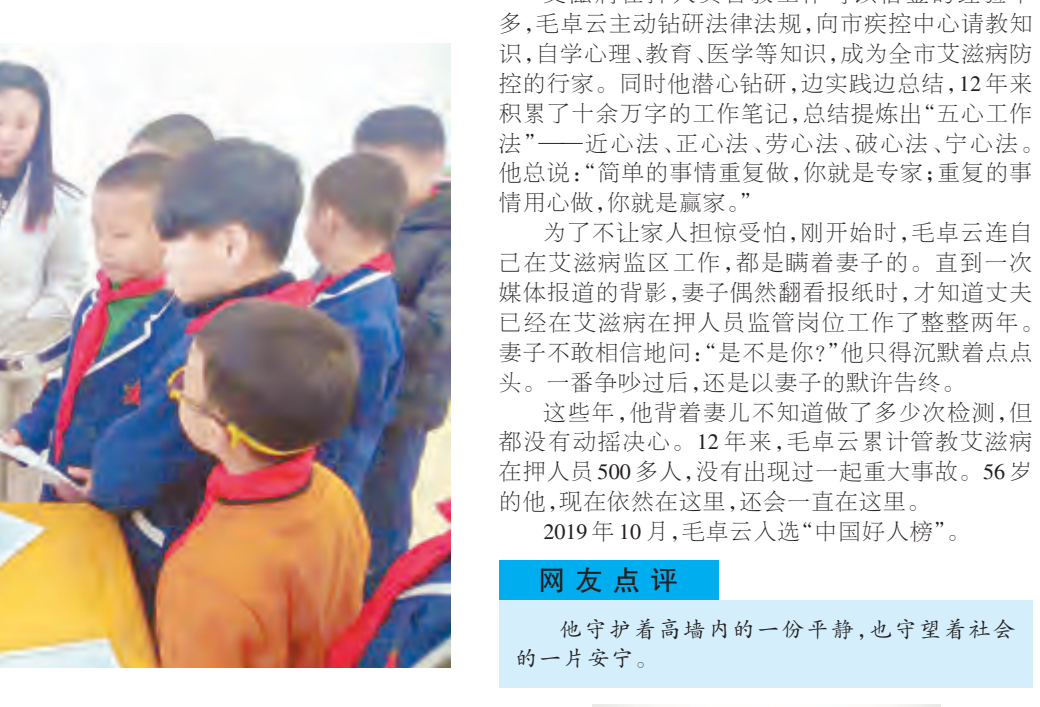 多,毛卓云主动钻研法律法规,向市疾控中心请教知
识,自学心理、教育、医学等知识,成为全市艾滋病防
控的行家。同时他潜心钻研,边实践边总结,12年来
积累了十余万字的工作笔记,总结提炼出“五心工作
法”——近心法、正心法、劳心法、破心法、宁心法。
他总说:“简单的事情重复做,你就是专家;重复的事
情用心做,你就是赢家。”
为了不让家人担惊受怕,刚开始时,毛卓云连自
己在艾滋病监区工作,都是瞒着妻子的。直到一次
媒体报道的背影,妻子偶然翻看报纸时,才知道丈夫
已经在艾滋病在押人员监管岗位工作了整整两年。
妻子不敢相信地问:“是不是你?”他只得沉默着点点
头。一番争吵过后,还是以妻子的默许告终。
这些年,他背着妻儿不知道做了多少次检测,但
都没有动摇决心。12年来,毛卓云累计管教艾滋病
在押人员500多人,没有出现过一起重大事故。56岁
的他,现在依然在这里,还会一直在这里。
2019年10月,毛卓云入选“中国好人榜”。
网友点评
他守护着高墙内的一份平静,也守望着社会
的一片安宁。